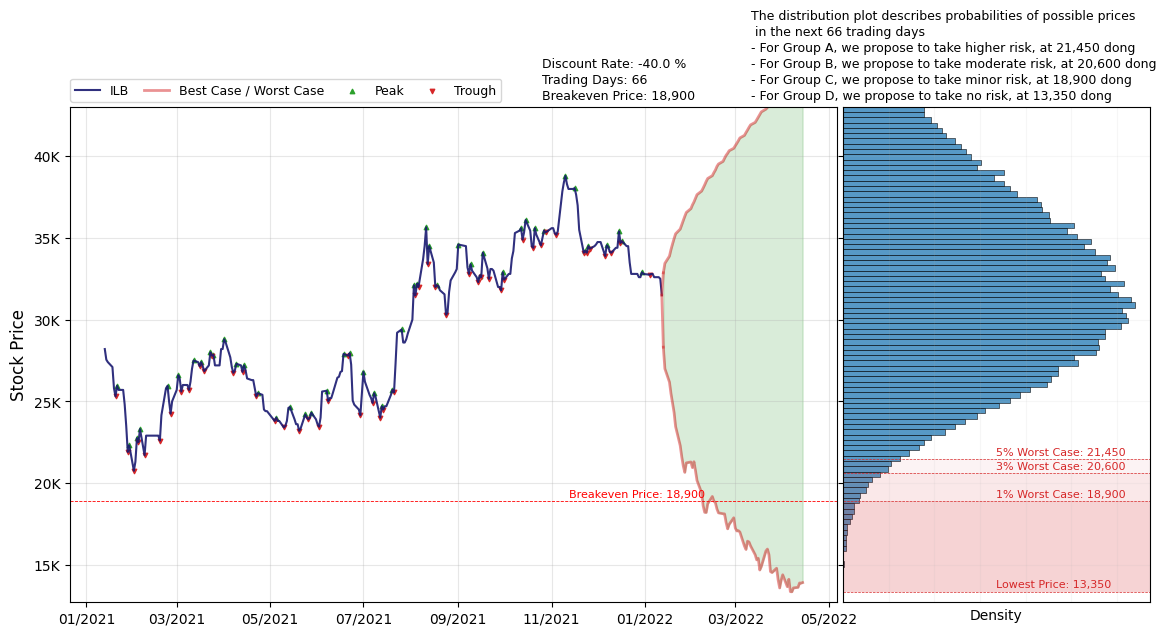 The distribution plot describes probabilities of possible prices
in the next 66 trading days
- For Group A, we propose to take higher risk, at 21,450 dong
- For Group B, we propose to take moderate risk, at 20,600 dong
- For Group C, we propose to take minor risk, at 18,900 dong
- For Group D, we propose to take no risk, at 13,350 dong
Discount Rate: -40.0 %
Trading Days: 66
Breakeven Price: 18,900
ILB Best Case / Worst Case Peak Trough
Stock Price
40K
35K
30K
25K
20K
15K
Breakeven Price: 18,900
5% Worst Case: 21,450
3% Worst Case: 20,600
1% Worst Case: 18,900
Lowest Price: 13,350
01/2021 03/2021 05/2021 07/2021 09/2021 11/2021 01/2022 03/2022 05/2022
Density